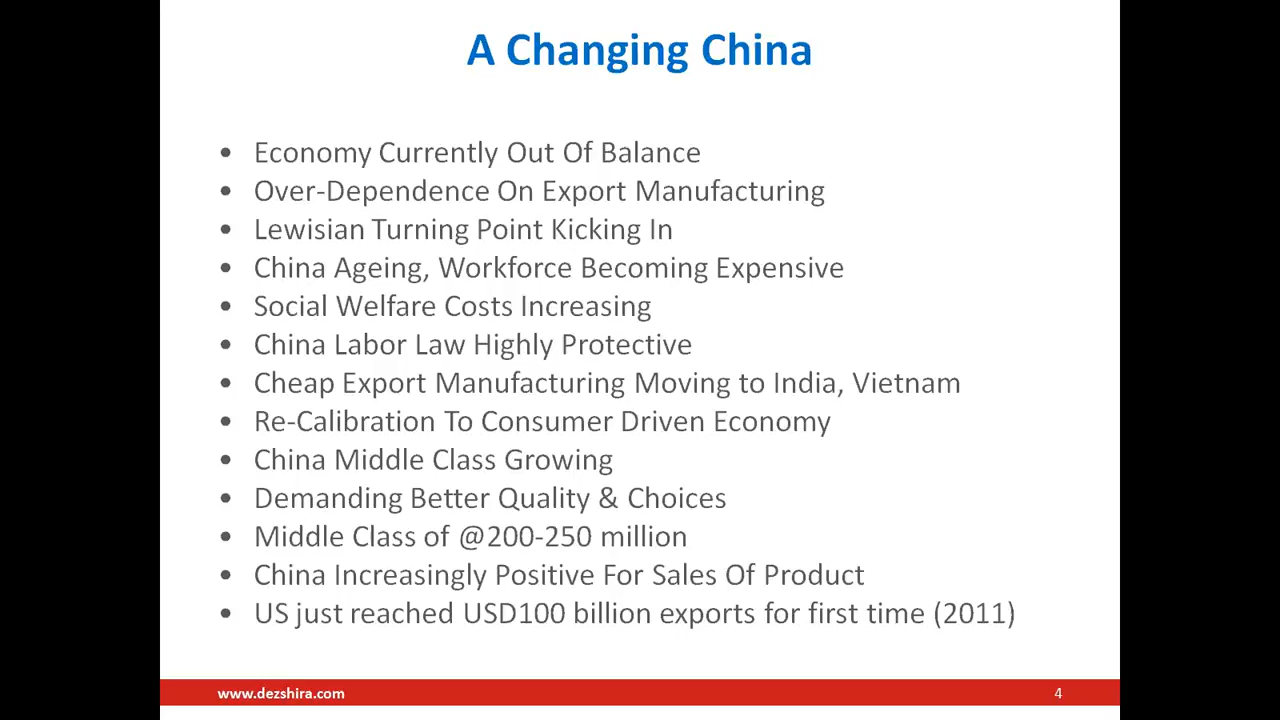 A Changing China
• Economy Currently Out Of Balance
• Over-Dependence On Export Manufacturing
• Lewisian Turning Point Kicking In
• China Ageing, Workforce Becoming Expensive
• Social Welfare Costs Increasing
• China Labor Law Highly Protective
• Cheap Export Manufacturing Moving to India, Vietnam
• Re-Calibration To Consumer Driven Economy
• China Middle Class Growing
• Demanding Better Quality & Choices
• Middle Class of @200-250 million
• China Increasingly Positive For Sales Of Product
• US just reached USD100 billion exports for first time (2011)
www.dezshira.com 4